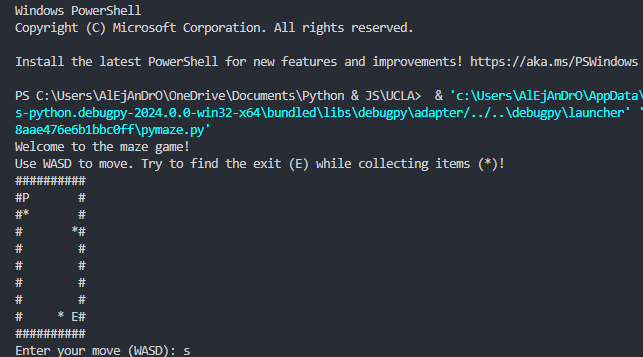 Windows PowerShell
Copyright (C) Microsoft Corporation. All rights reserved.
Install the latest PowerShell for new features and improvements! https://aka.ms/PSWindows
PS C:\Users\AlEjAnDrO\OneDrive\Documents\Python & JS\UCLA>  & 'c:\Users\AlEjAnDrO\AppData\
s-python.debugpy-2024.0.0-win32-x64\bundled\libs\debugpy\adapter/../..\debugpy\launcher' '
8aae476e6b1bbc0ff\pymaze.py'
Welcome to the maze game!
Use WASD to move. Try to find the exit (E) while collecting items (*)!
##########
#P       #
#*       #
#       *#
#        #
#        #
#        #
#        #
#     * E#
##########
Enter your move (WASD): s